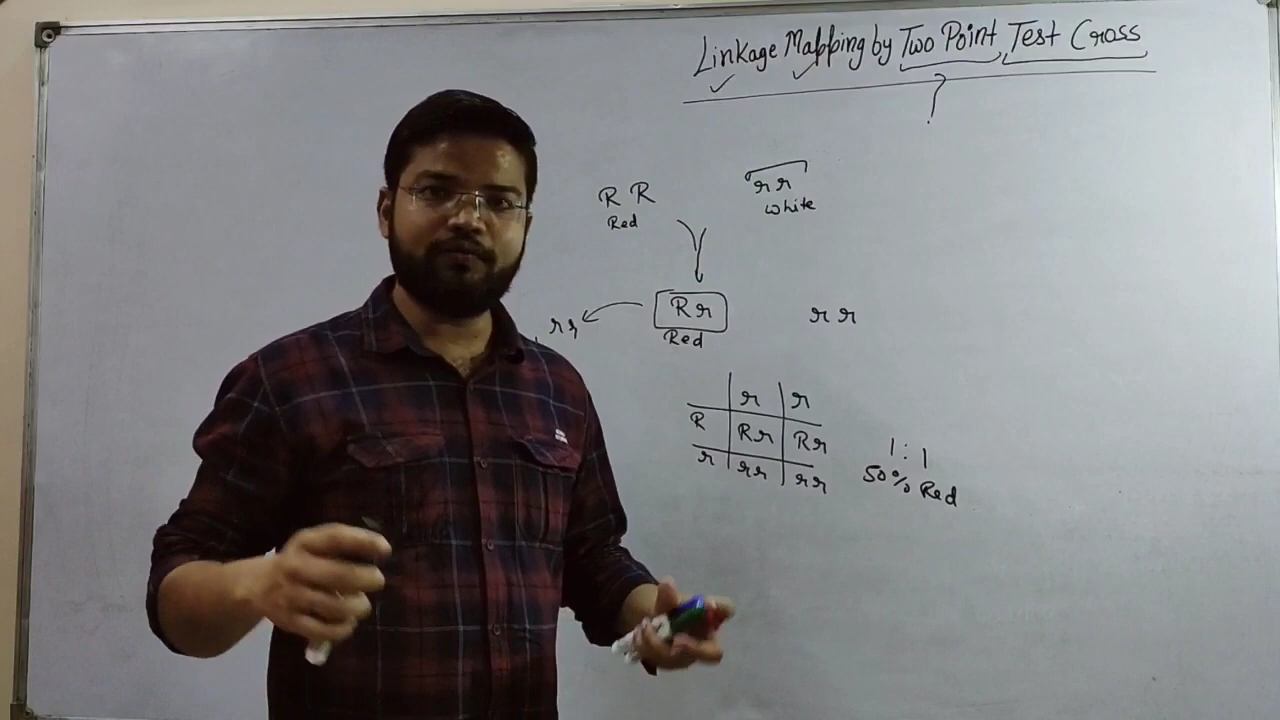 Linkage Mapping by Two Point Test Cross
?
R R rr
Red white
rr Rr rr
Red
r r
R Rr Rr
r rr rr
1 : 1
50% Red